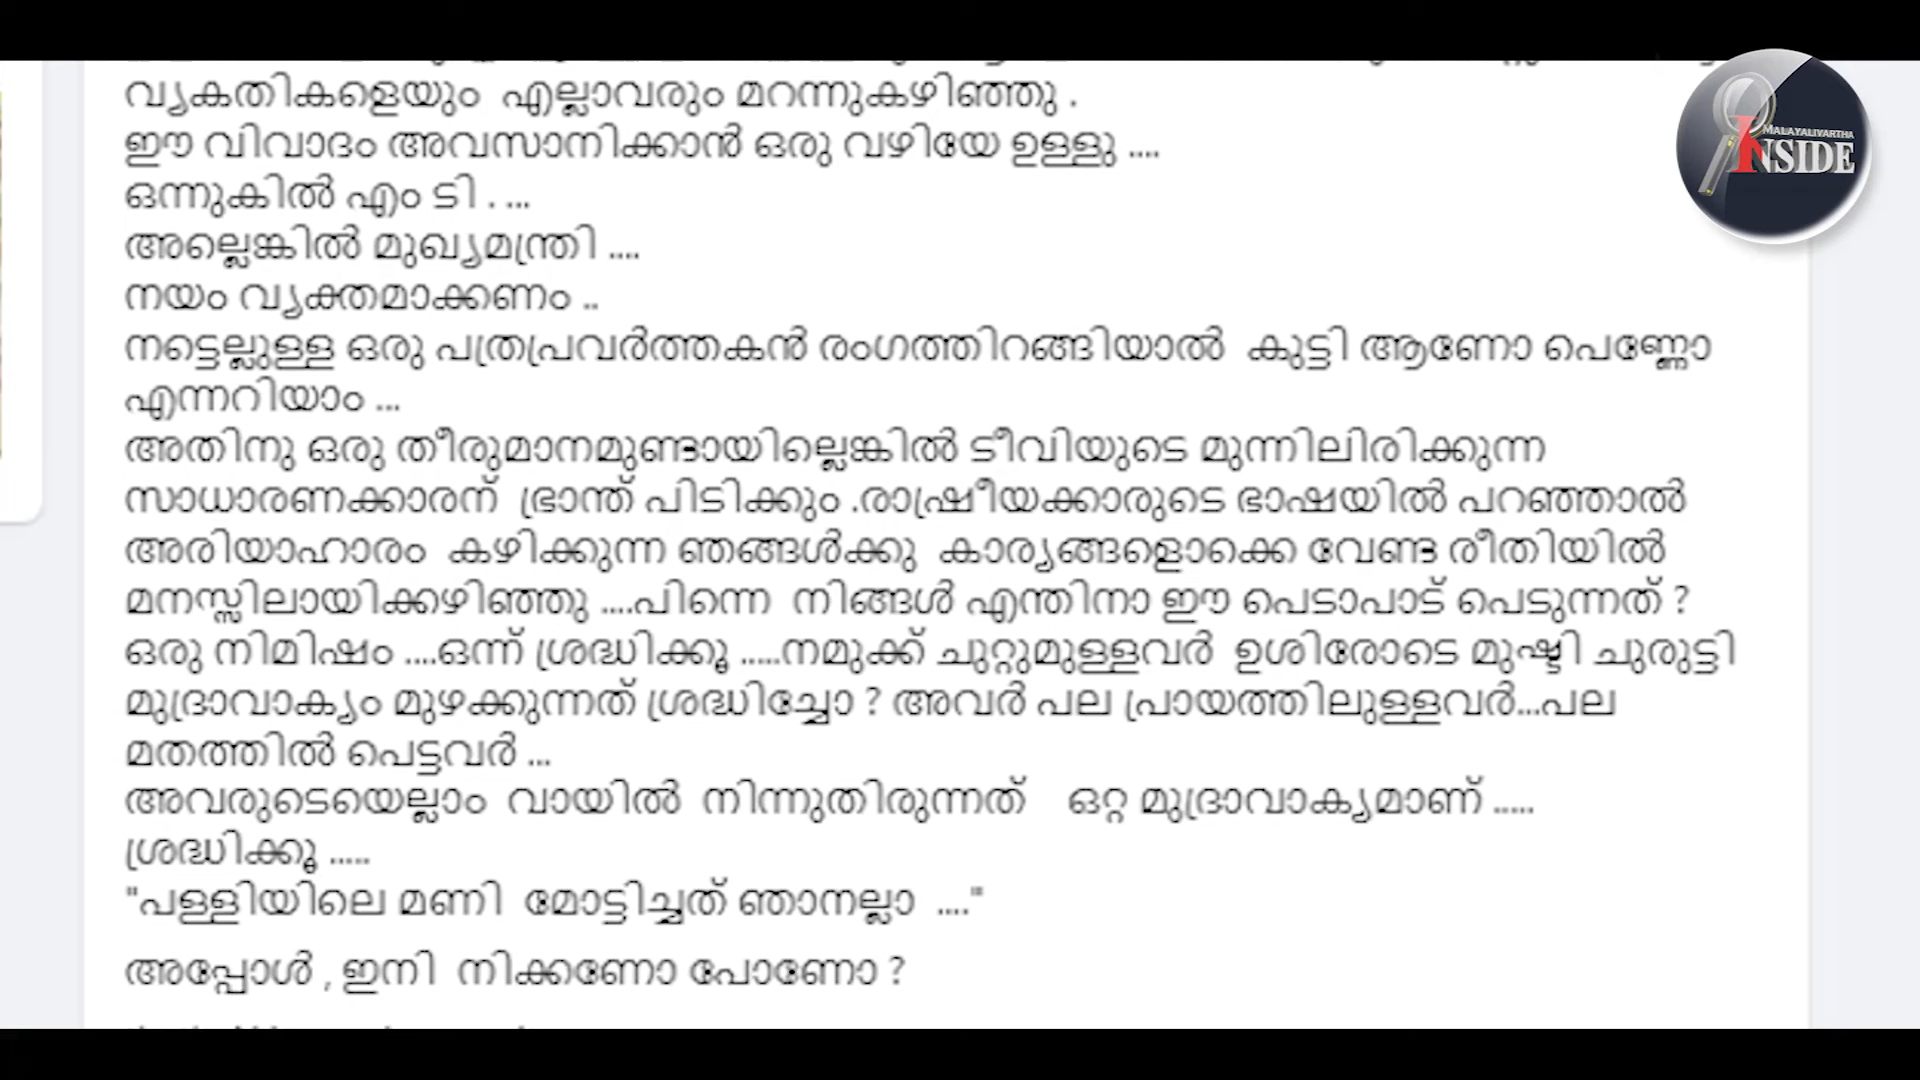 വ്യകതികളെയും എല്ലാവരും മറന്നുകഴിഞ്ഞു .
ഈ വിവാദം അവസാനിക്കാൻ ഒരു വഴിയേ ഉള്ളു ....
ഒന്നുകിൽ എം ടി . ...
അല്ലെങ്കിൽ മുഖ്യമന്ത്രി ....
നയം വ്യക്തമാക്കണം ..
നട്ടെല്ലുള്ള ഒരു പത്രപ്രവർത്തകൻ രംഗത്തിറങ്ങിയാൽ കുട്ടി ആണോ പെണ്ണോ
എന്നറിയാം ...
അതിനു ഒരു തീരുമാനമുണ്ടായില്ലെങ്കിൽ ടീവിയുടെ മുന്നിലിരിക്കുന്ന
സാധാരണക്കാരന് ഭ്രാന്ത് പിടിക്കും .രാഷ്ട്രീയക്കാരുടെ ഭാഷയിൽ പറഞ്ഞാൽ
അരിയാഹാരം കഴിക്കുന്ന ഞങ്ങൾക്കു കാര്യങ്ങളൊക്കെ വേണ്ട രീതിയിൽ
മനസ്സിലായിക്കഴിഞ്ഞു ....പിന്നെ നിങ്ങൾ എന്തിനാ ഈ പെടാപാട് പെടുന്നത് ?
ഒരു നിമിഷം ....ഒന്ന് ശ്രദ്ധിക്കൂ .....നമുക്ക് ചുറ്റുമുള്ളവർ ഉശിരോടെ മുഷ്ടി ചുരുട്ടി
മുദ്രാവാക്യം മുഴക്കുന്നത് ശ്രദ്ധിച്ചോ ? അവർ പല പ്രായത്തിലുള്ളവർ...പല
മതത്തിൽ പെട്ടവർ ...
അവരുടെയെല്ലാം വായിൽ നിന്നുതിരുന്നത് ഒറ്റ മുദ്രാവാക്യമാണ് .....
ശ്രദ്ധിക്കൂ .....
"പള്ളിയിലെ മണി മോട്ടിച്ചത് ഞാനല്ലാ ...."
അപ്പോൾ , ഇനി നിക്കണോ പോണോ ?
MALAYALIVARTHA
INSIDE